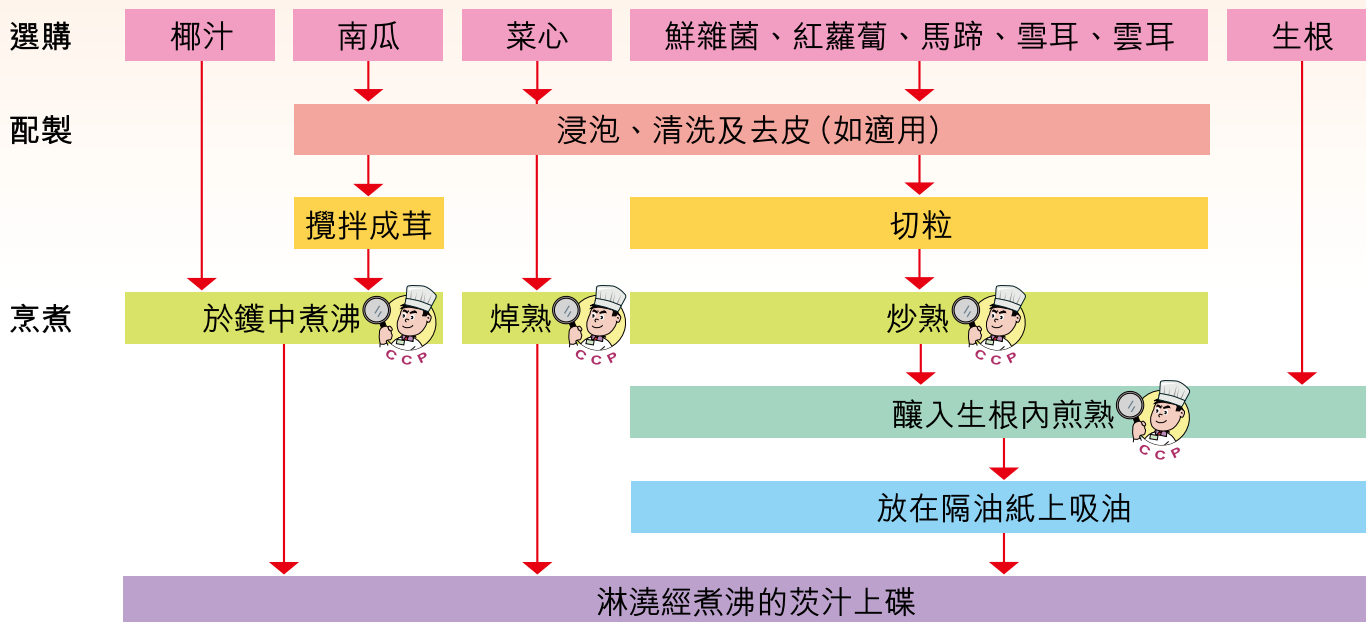 選購
椰汁
南瓜
菜心
鮮雜菌、紅蘿蔔、馬蹄、雪耳、雲耳
生根
配製
浸泡、清洗及去皮(如適用)
攪拌成茸
切粒
烹煮
於鑊中煮沸
CCP
焯熟
CCP
炒熟
CCP
釀入生根內煎熟
CCP
放在隔油紙上吸油
淋澆經煮沸的茨汁上碟